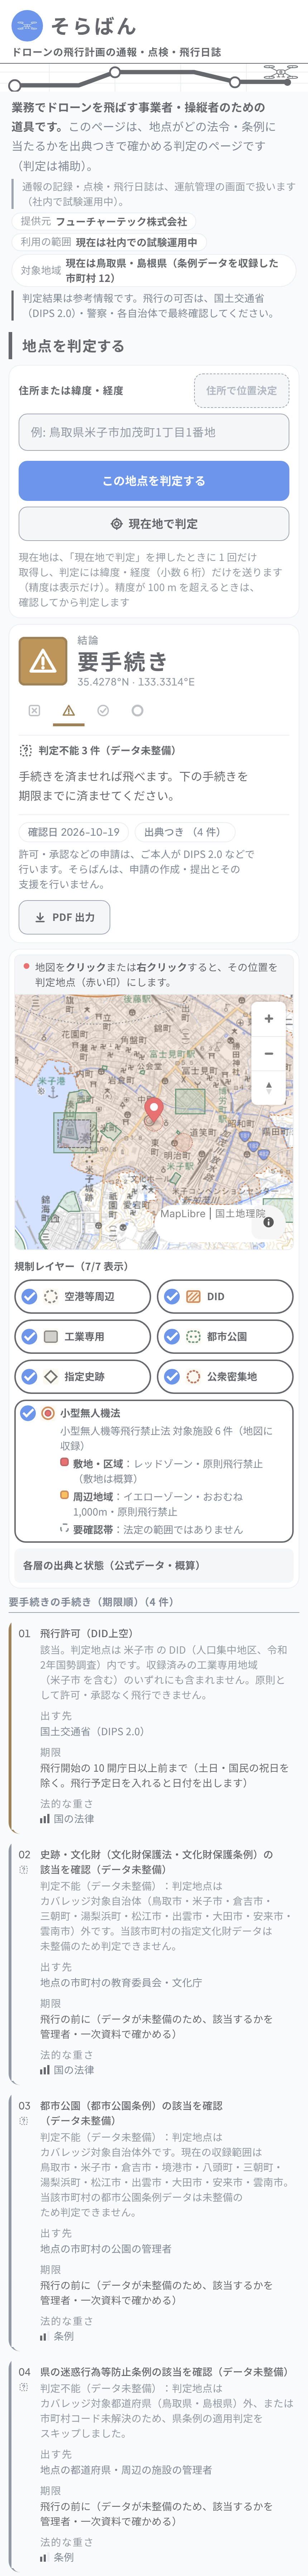 そらばん
ドローンの飛行計画の通報・点検・飛行日誌
業務でドローンを飛ばす事業者・操縦者のための
道具です。このページは、地点がどの法令・条例に
当たるかを出典つきで確かめる判定のページです
（判定は補助）。
通報の記録・点検・飛行日誌は、運航管理の画面で扱います
（社内で試験運用中）。
提供元 フューチャーテック株式会社
利用の範囲 現在は社内での試験運用中
対象地域 現在は鳥取県・島根県（条例データを収録した
市町村 12）
判定結果は参考情報です。飛行の可否は、国土交通省
（DIPS 2.0）・警察・各自治体で最終確認してください。
地点を判定する
住所または緯度・経度
住所で位置決定
例: 鳥取県米子市加茂町1丁目1番地
この地点を判定する
現在地で判定
現在地は、「現在地で判定」を押したときに 1 回だけ
取得し、判定には緯度・経度（小数 6 桁）だけを送ります
（精度は表示だけ）。精度が 100 m を超えるときは、
確認してから判定します
結論
要手続き
35.4278°N · 133.3314°E
判定不能 3 件（データ未整備）
手続きを済ませれば飛べます。下の手続きを
期限までに済ませてください。
確認日 2026-10-19
出典つき （4 件）
許可・承認などの申請は、ご本人が DIPS 2.0 などで
行います。そらばんは、申請の作成・提出とその
支援を行いません。
PDF 出力
地図をクリックまたは右クリックすると、その位置を
判定地点（赤い印）にします。
後藤駅
錦町
角盤町
富士見町駅
米子港
岩倉町
公会堂
昭和町
道笑町
明治町
米子駅
米子城跡
祇園町
錦海町
MapLibre | 国土地理院
規制レイヤー（7/7 表示）
空港等周辺
DID
工業専用
都市公園
指定史跡
公衆密集地
小型無人機法
小型無人機等飛行禁止法 対象施設 6 件（地図に
収録）
敷地・区域：レッドゾーン・原則飛行禁止
（敷地は概算）
周辺地域：イエローゾーン・おおむね
1,000m・原則飛行禁止
要確認帯：法定の範囲ではありません
各層の出典と状態（公式データ・概算）
要手続きの手続き（期限順）（4 件）
01 飛行許可（DID上空）
該当。判定地点は 米子市 の DID（人口集中地区、令和
2年国勢調査）内です。収録済みの工業専用地域
（米子市 を含む）のいずれにも含まれません。原則と
して許可・承認なく飛行できません。
出す先
国土交通省（DIPS 2.0）
期限
飛行開始の 10 開庁日以上前まで（土日・国民の祝日を
除く。飛行予定日を入れると日付を出します）
法的な重さ
国の法律
02 史跡・文化財（文化財保護法・文化財保護条例）の
該当を確認（データ未整備）
判定不能（データ未整備）：判定地点は
カバレッジ対象自治体（鳥取市・米子市・倉吉市・
三朝町・湯梨浜町・松江市・出雲市・大田市・安来市・
雲南市）外です。当該市町村の指定文化財データは
未整備のため判定できません。
出す先
地点の市町村の教育委員会・文化庁
期限
飛行の前に（データが未整備のため、該当するかを
管理者・一次資料で確かめる）
法的な重さ
国の法律
03 都市公園（都市公園条例）の該当を確認
（データ未整備）
判定不能（データ未整備）：判定地点は
カバレッジ対象自治体外です。現在の収録範囲は
鳥取市・米子市・倉吉市・境港市・八頭町・三朝町・
湯梨浜町・松江市・出雲市・大田市・安来市・雲南市。
当該市町村の都市公園条例データは未整備の
ため判定できません。
出す先
地点の市町村の公園の管理者
期限
飛行の前に（データが未整備のため、該当するかを
管理者・一次資料で確かめる）
法的な重さ
条例
04 県の迷惑行為等防止条例の該当を確認（データ未整備）
判定不能（データ未整備）：判定地点は
カバレッジ対象都道府県（鳥取県・島根県）外、または
市町村コード未解決のため、県条例の適用判定を
スキップしました。
出す先
地点の都道府県・周辺の施設の管理者
期限
飛行の前に（データが未整備のため、該当するかを
管理者・一次資料で確かめる）
法的な重さ
条例